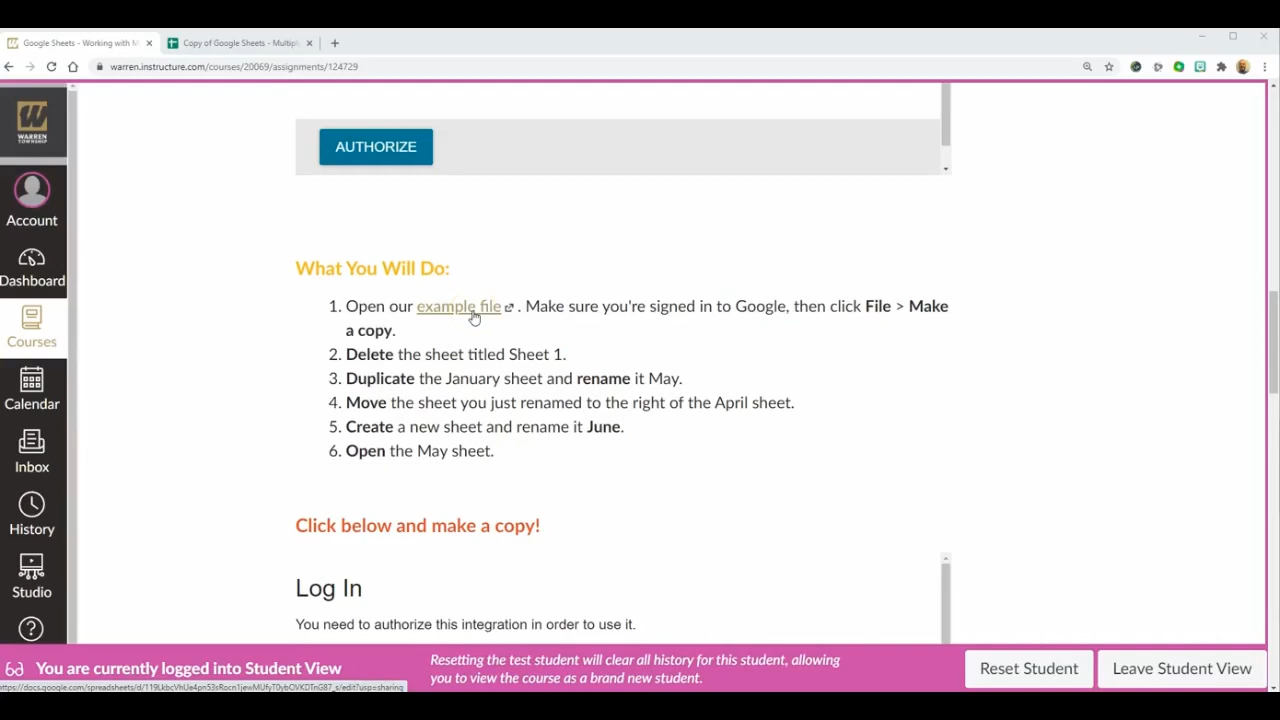 Google Sheets - Working with M
Copy of Google Sheets - Multipl
warren.instructure.com/courses/20069/assignments/124729
W
WARREN
TOWNSHIP
AUTHORIZE
Account
Dashboard
Courses
Calendar
Inbox
History
Studio
What You Will Do:
1. Open our example file . Make sure you're signed in to Google, then click File > Make
a copy.
2. Delete the sheet titled Sheet 1.
3. Duplicate the January sheet and rename it May.
4. Move the sheet you just renamed to the right of the April sheet.
5. Create a new sheet and rename it June.
6. Open the May sheet.
Click below and make a copy!
Log In
You need to authorize this integration in order to use it.
You are currently logged into Student View
Resetting the test student will clear all history for this student, allowing
you to view the course as a brand new student.
Reset Student
Leave Student View